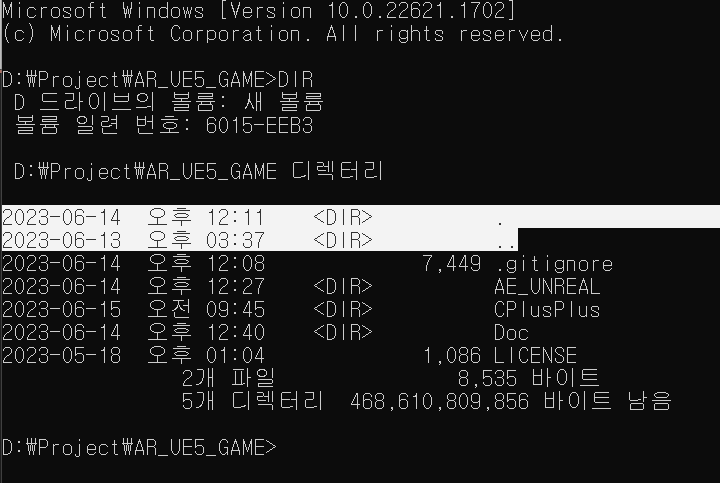 Microsoft Windows [Version 10.0.22621.1702]
(c) Microsoft Corporation. All rights reserved.
D:₩Project₩AR_UE5_GAME>DIR
D 드라이브의 볼륨: 새 볼륨
볼륨 일련 번호: 6015-EEB3
D:₩Project₩AR_UE5_GAME 디렉터리
2023-06-14 오후 12:11 <DIR> .
2023-06-13 오후 03:37 <DIR> ..
2023-06-14 오후 12:08 7,449 .gitignore
2023-06-14 오후 12:27 <DIR> AE_UNREAL
2023-06-15 오전 09:45 <DIR> CPlusPlus
2023-06-14 오후 12:40 <DIR> Doc
2023-05-18 오후 01:04 1,086 LICENSE
2개 파일 8,535 바이트
5개 디렉터리 468,610,809,856 바이트 남음
D:₩Project₩AR_UE5_GAME>